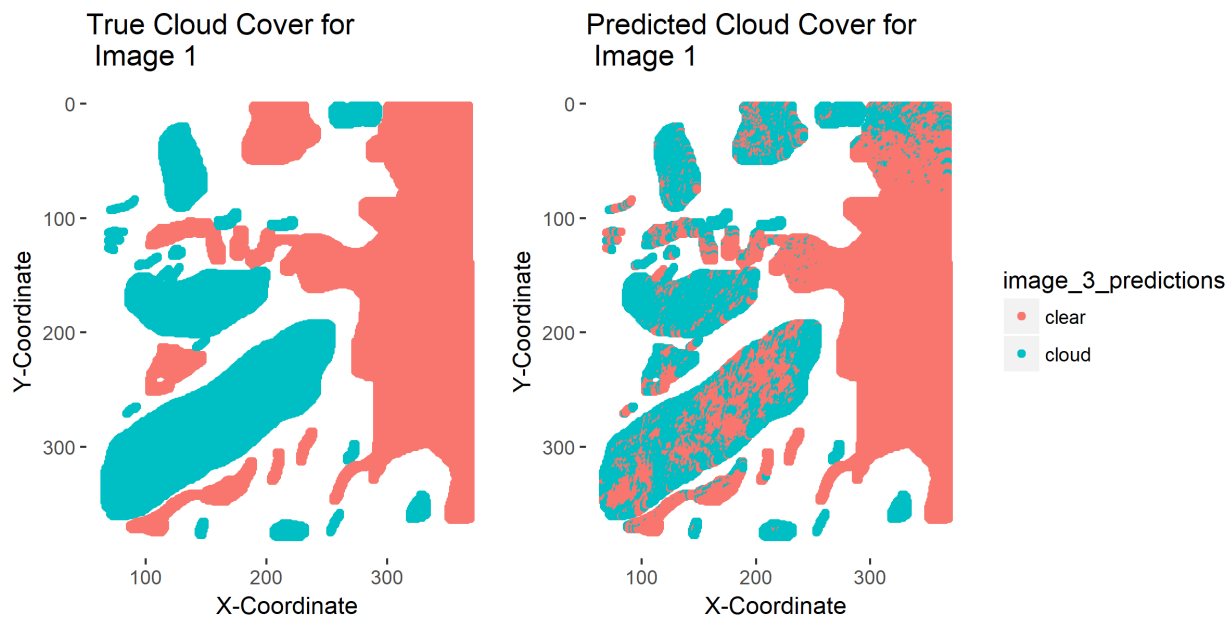 True Cloud Cover for
Image 1
0
100
200
300
Y-Coordinate
100
200
300
X-Coordinate
Predicted Cloud Cover for
Image 1
0
100
200
300
Y-Coordinate
100
200
300
X-Coordinate
image_3_predictions
clear
cloud